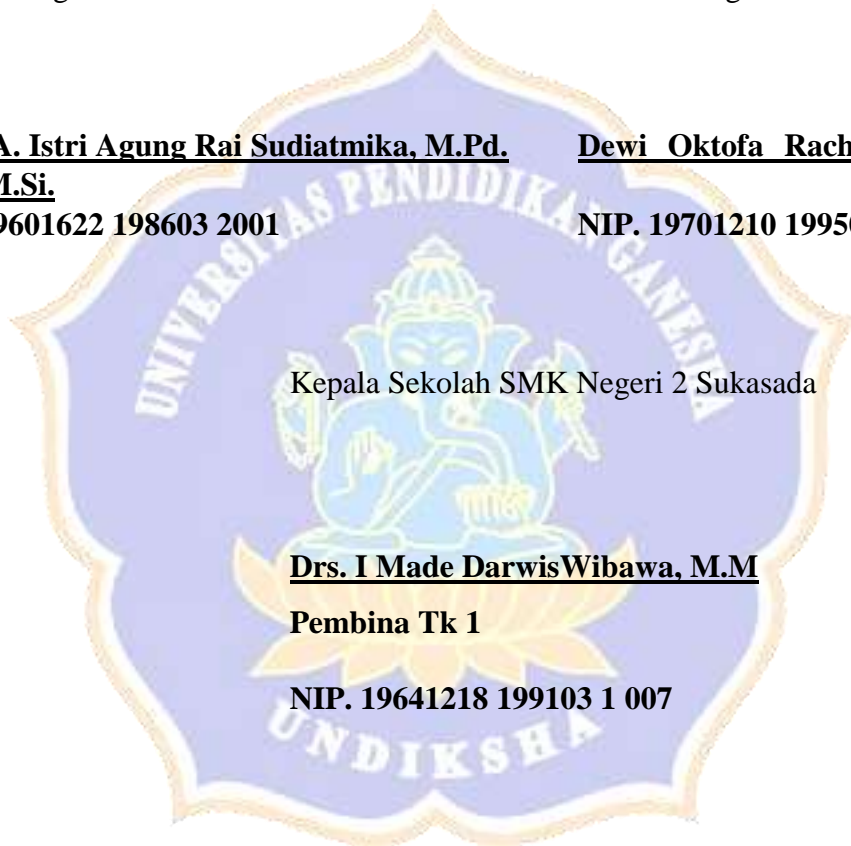 A. Istri Agung Rai Sudiatmika, M.Pd.
M.Si.
9601622 198603 2001
Dewi Oktofa Rach
NIP. 19701210 1995
UNIVERSITAS PENDIDIKAN GANESHA
Kepala Sekolah SMK Negeri 2 Sukasada
Drs. I Made DarwisWibawa, M.M
Pembina Tk 1
NIP. 19641218 199103 1 007
UNDIKSHA